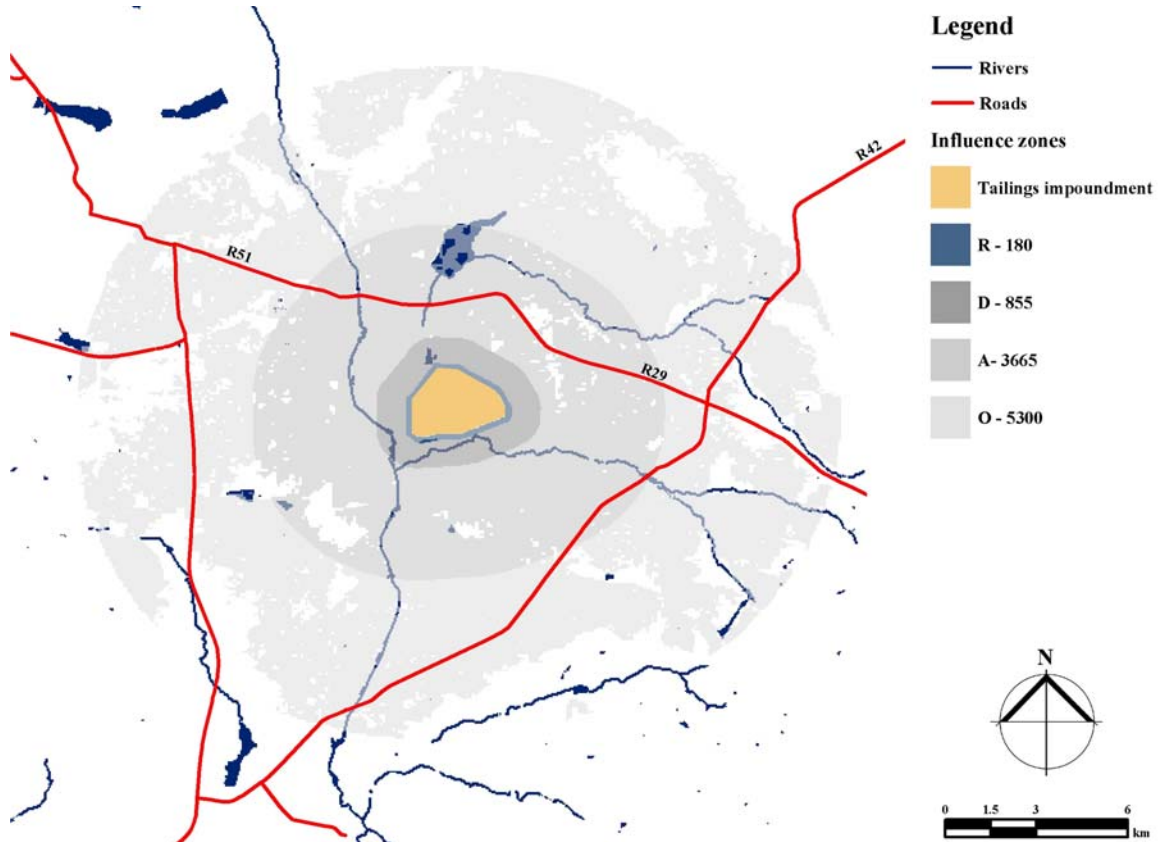 Legend
Rivers
Roads
Influence zones
Tailings impoundment
R - 180
D - 855
A- 3665
O - 5300
R42
R51
R29
N
0 1.5 3 6
km